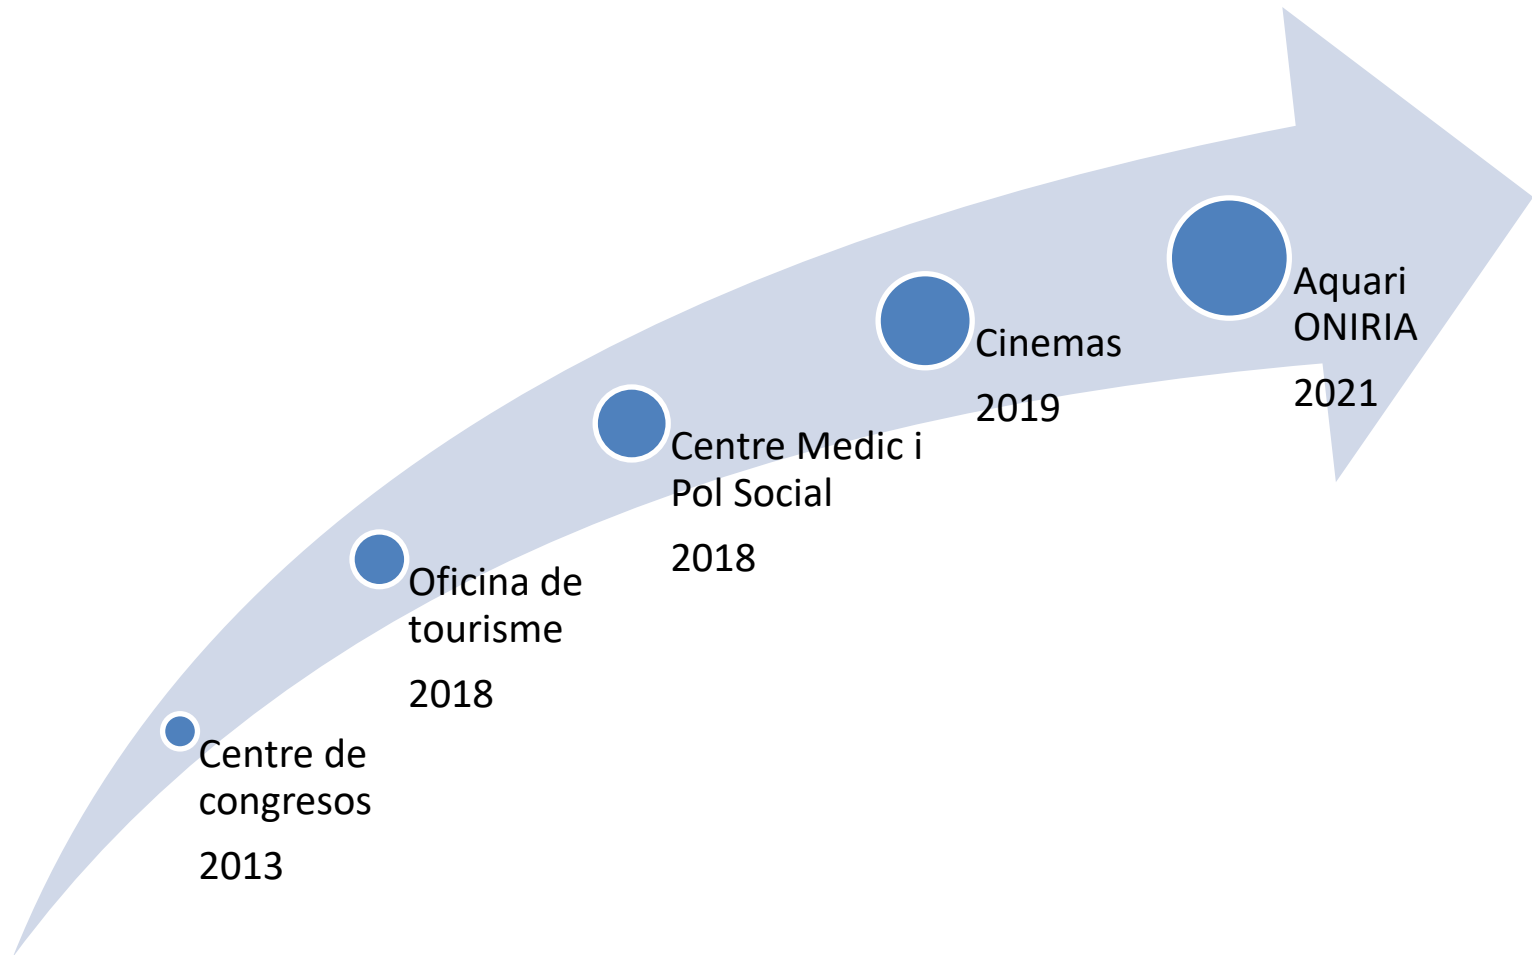 Centre de
congresos
2013
Oficina de
tourisme
2018
Centre Medic i
Pol Social
2018
Cinemas
2019
Aquari
ONIRIA
2021